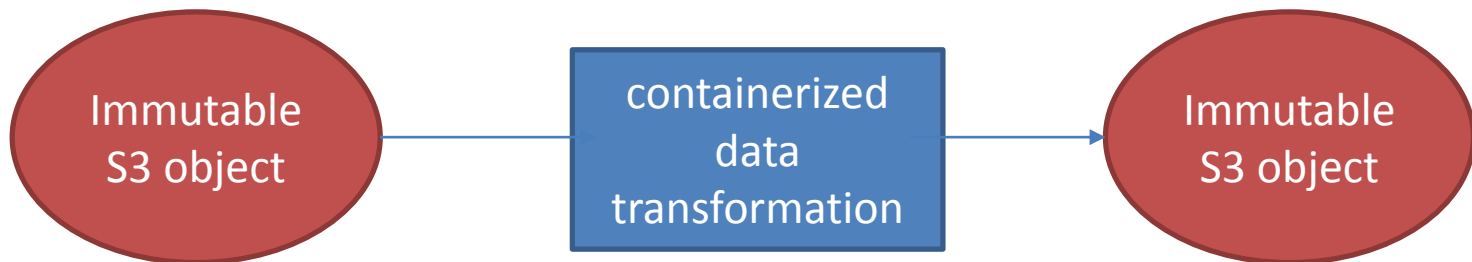 Immutable
S3 object
containerized
data
transformation
Immutable
S3 object